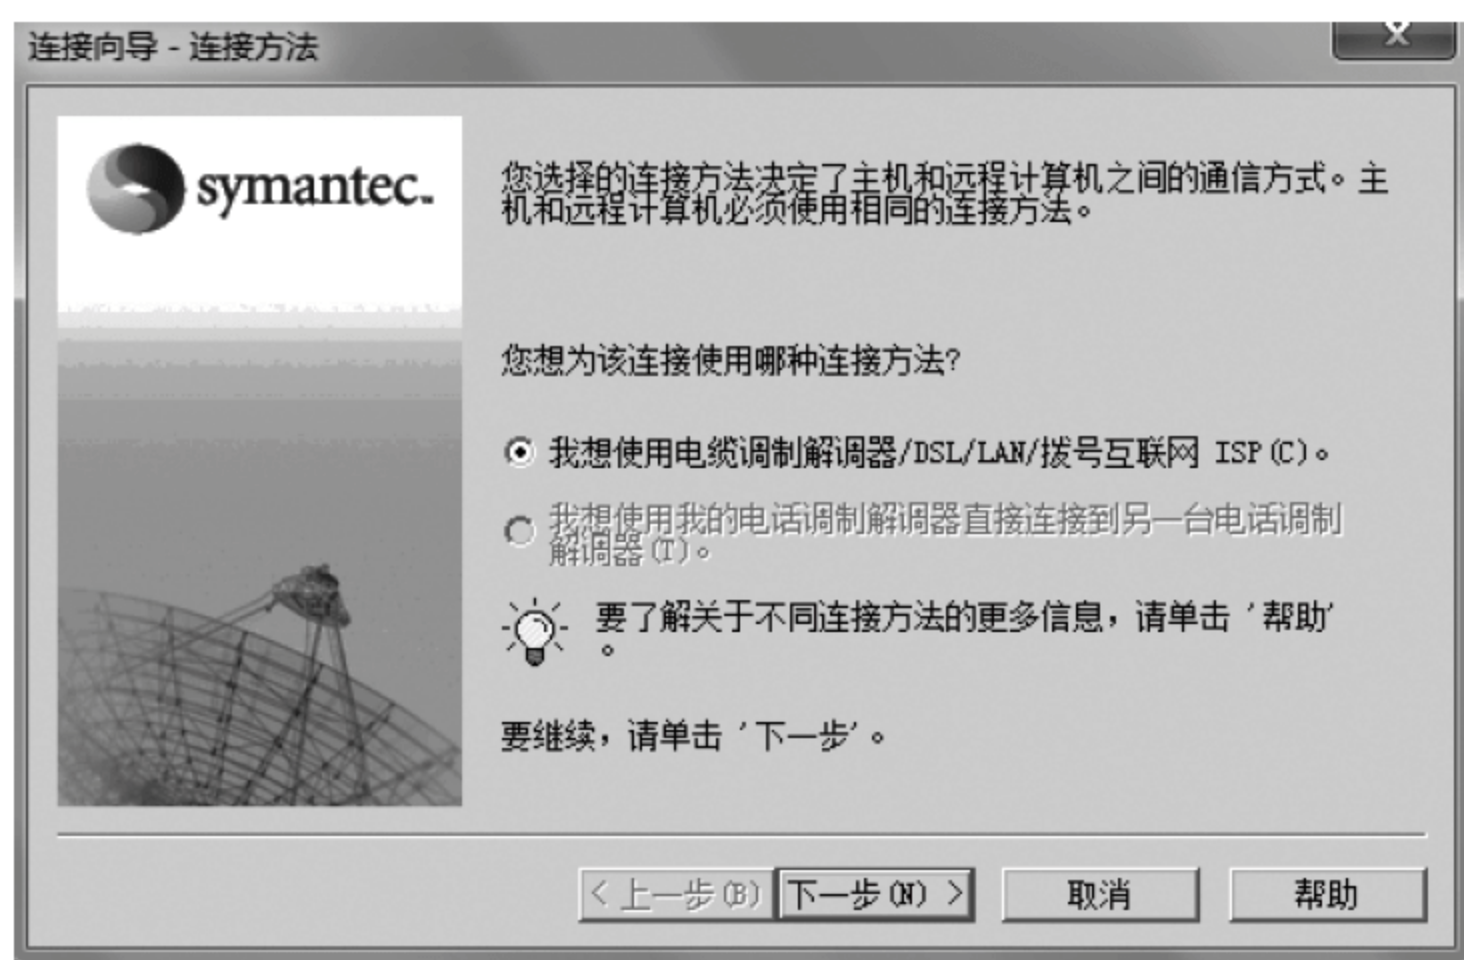 连接向导 - 连接方法
symantec™
您选择的连接方法决定了主机和远程计算机之间的通信方式。主
机和远程计算机必须使用相同的连接方法。
您想为该连接使用哪种连接方法?
我想使用电缆调制解调器/DSL/LAN/拨号互联网 ISP(C)。
我想使用我的电话调制解调器直接连接到另一台电话调制
解调器(T)。
要了解关于不同连接方法的更多信息，请单击 '帮助'
。
要继续，请单击 '下一步'。
< 上一步(B) 下一步(N) > 取消 帮助